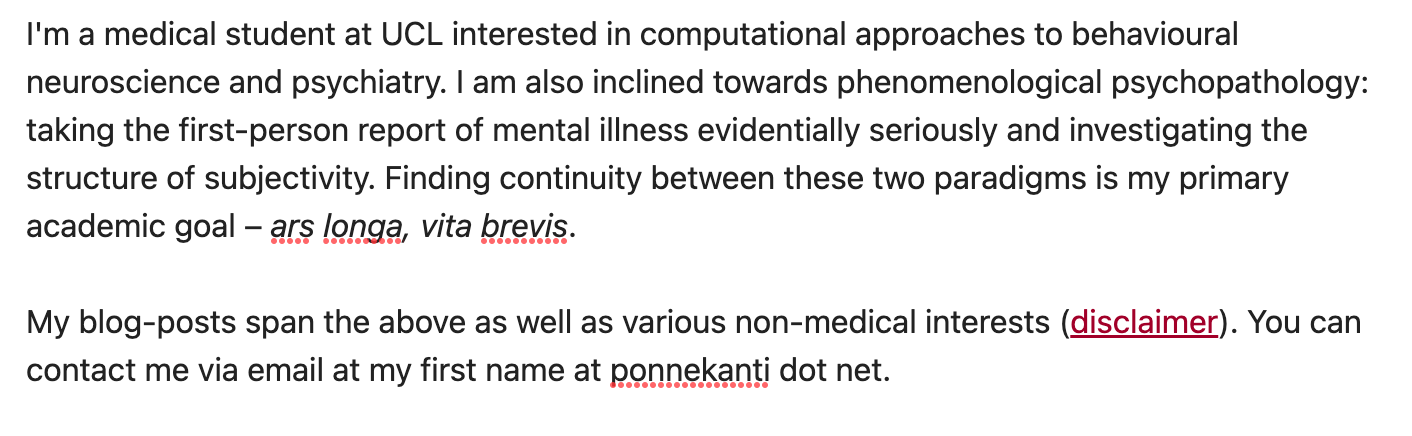 I'm a medical student at UCL interested in computational approaches to behavioural
neuroscience and psychiatry. I am also inclined towards phenomenological psychopathology:
taking the first-person report of mental illness evidentially seriously and investigating the
structure of subjectivity. Finding continuity between these two paradigms is my primary
academic goal – ars longa, vita brevis.
My blog-posts span the above as well as various non-medical interests (disclaimer). You can
contact me via email at my first name at ponnekanti dot net.